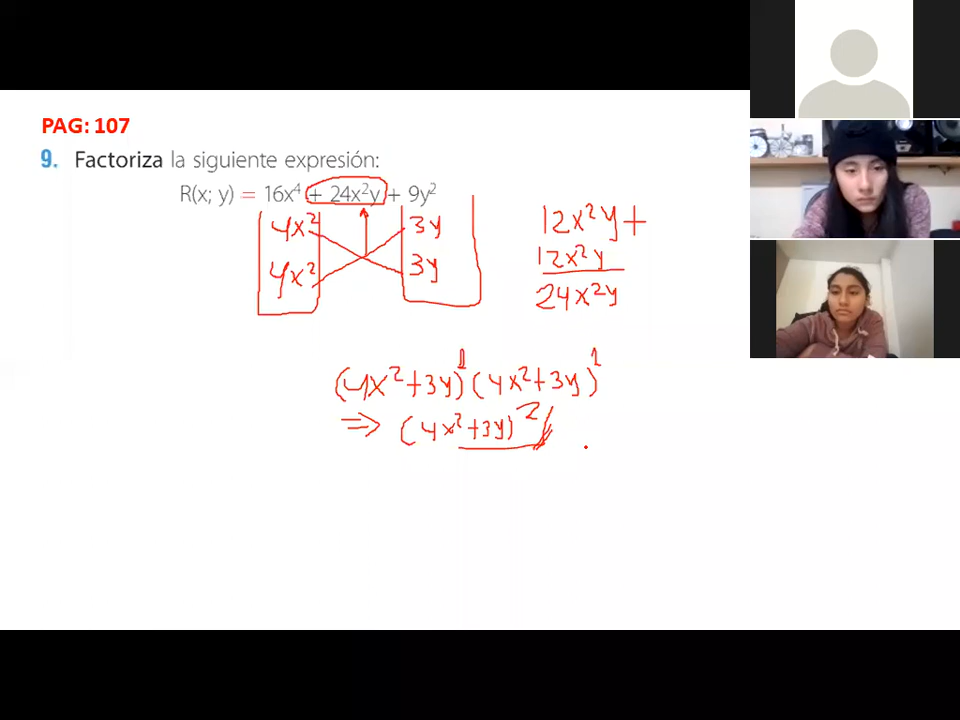 PAG: 107
9. Factoriza la siguiente expresión:
R(x; y) = 16x⁴ + 24x²y + 9y²
4x² 3y
4x² 3y
12x²y +
12x²y
24x²y
(4x² + 3y)¹ (4x² + 3y)¹
⇒ (4x² + 3y)²